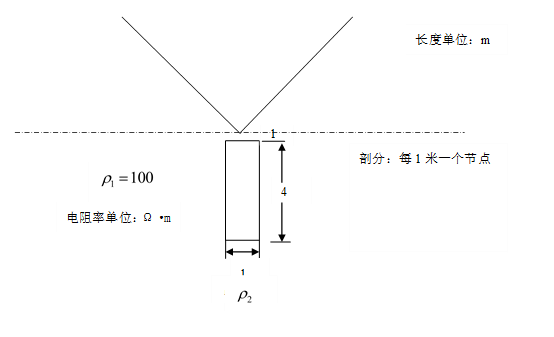 长度单位：m
1
剖分：每1米一个节点
ρ₁=100
4
电阻率单位：Ω •m
1
ρ₂